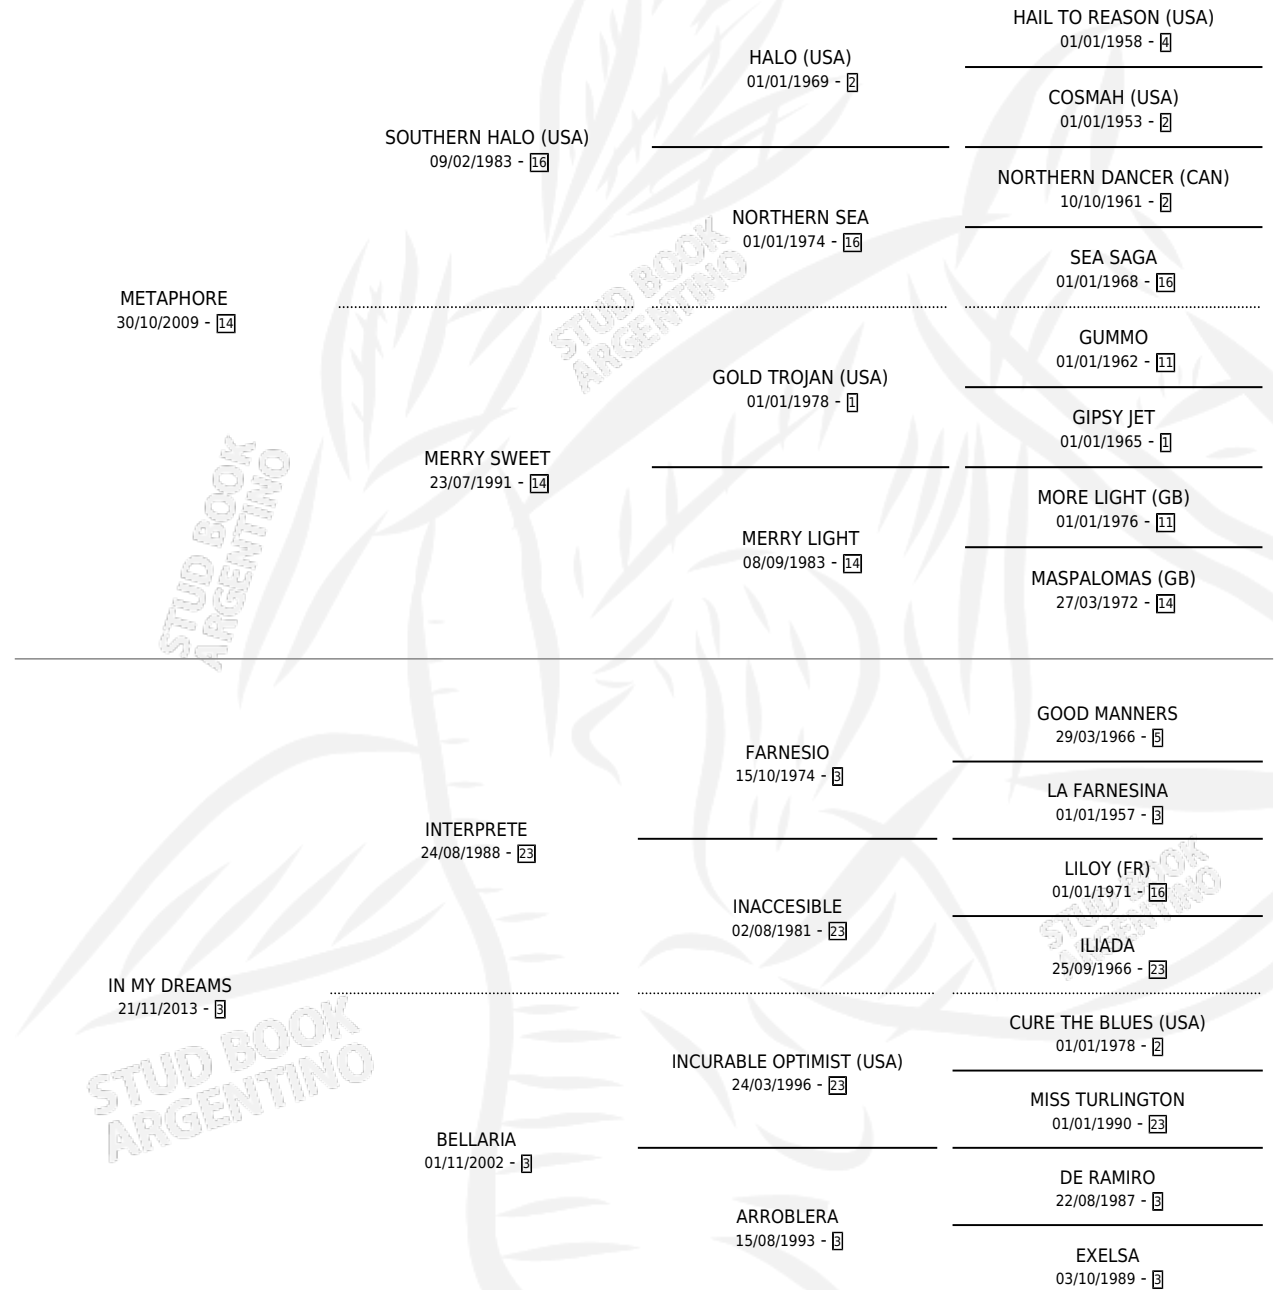 HAIL TO REASON (USA)
01/01/1958 - 4
HALO (USA)
01/01/1969 - 2
COSMAH (USA)
01/01/1953 - 2
SOUTHERN HALO (USA)
09/02/1983 - 16
NORTHERN DANCER (CAN)
10/10/1961 - 2
NORTHERN SEA
01/01/1974 - 16
SEA SAGA
01/01/1968 - 16
STUD BOOK
ARGENTINO
METAPHORE
30/10/2009 - 14
GUMMO
01/01/1962 - 11
GOLD TROJAN (USA)
01/01/1978 - 1
GIPSY JET
01/01/1965 - 1
MERRY SWEET
23/07/1991 - 14
MORE LIGHT (GB)
01/01/1976 - 11
MERRY LIGHT
08/09/1983 - 14
MASPALOMAS (GB)
27/03/1972 - 14
STUD BOOK
ARGENTINO
GOOD MANNERS
29/03/1966 - 5
FARNESIO
15/10/1974 - 3
LA FARNESINA
01/01/1957 - 3
INTERPRETE
24/08/1988 - 23
LILOY (FR)
01/01/1971 - 16
INACCESIBLE
02/08/1981 - 23
ILIADA
25/09/1966 - 23
STUD BOOK
ARGENTINO
IN MY DREAMS
21/11/2013 - 3
CURE THE BLUES (USA)
01/01/1978 - 2
INCURABLE OPTIMIST (USA)
24/03/1996 - 23
MISS TURLINGTON
01/01/1990 - 23
STUD BOOK
ARGENTINO
BELLARIA
01/11/2002 - 3
DE RAMIRO
22/08/1987 - 3
ARROBLERA
15/08/1993 - 3
EXELSA
03/10/1989 - 3